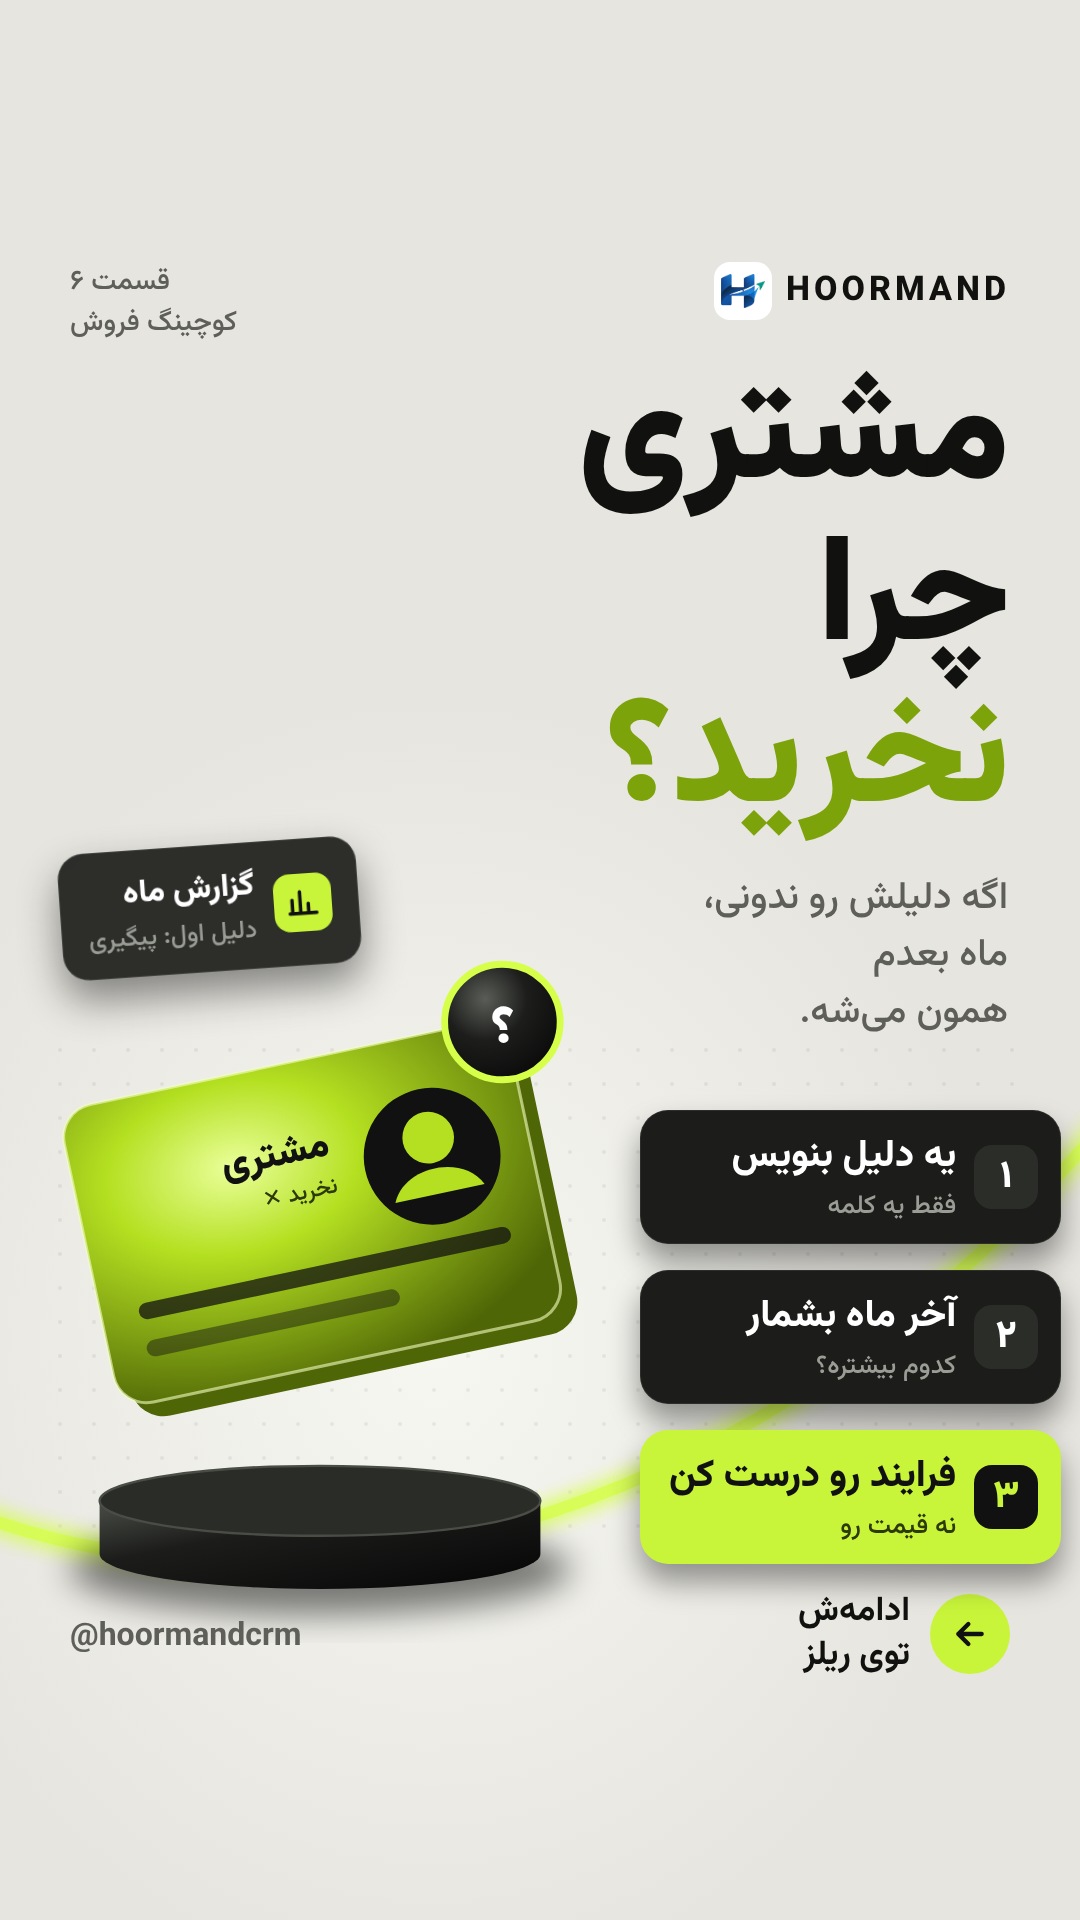 HOORMAND
قسمت ۶
کوچینگ فروش
مشتری
چرا
نخرید؟
اگه دلیلش رو ندونی،
ماه بعدم
همون می‌شه.
گزارش ماه
دلیل اول: پیگیری
؟
مشتری
نخرید ×
۱
یه دلیل بنویس
فقط یه کلمه
۲
آخر ماه بشمار
کدوم بیشتره؟
۳
فرایند رو درست کن
نه قیمت رو
ادامه‌ش
توی ریلز
@hoormandcrm